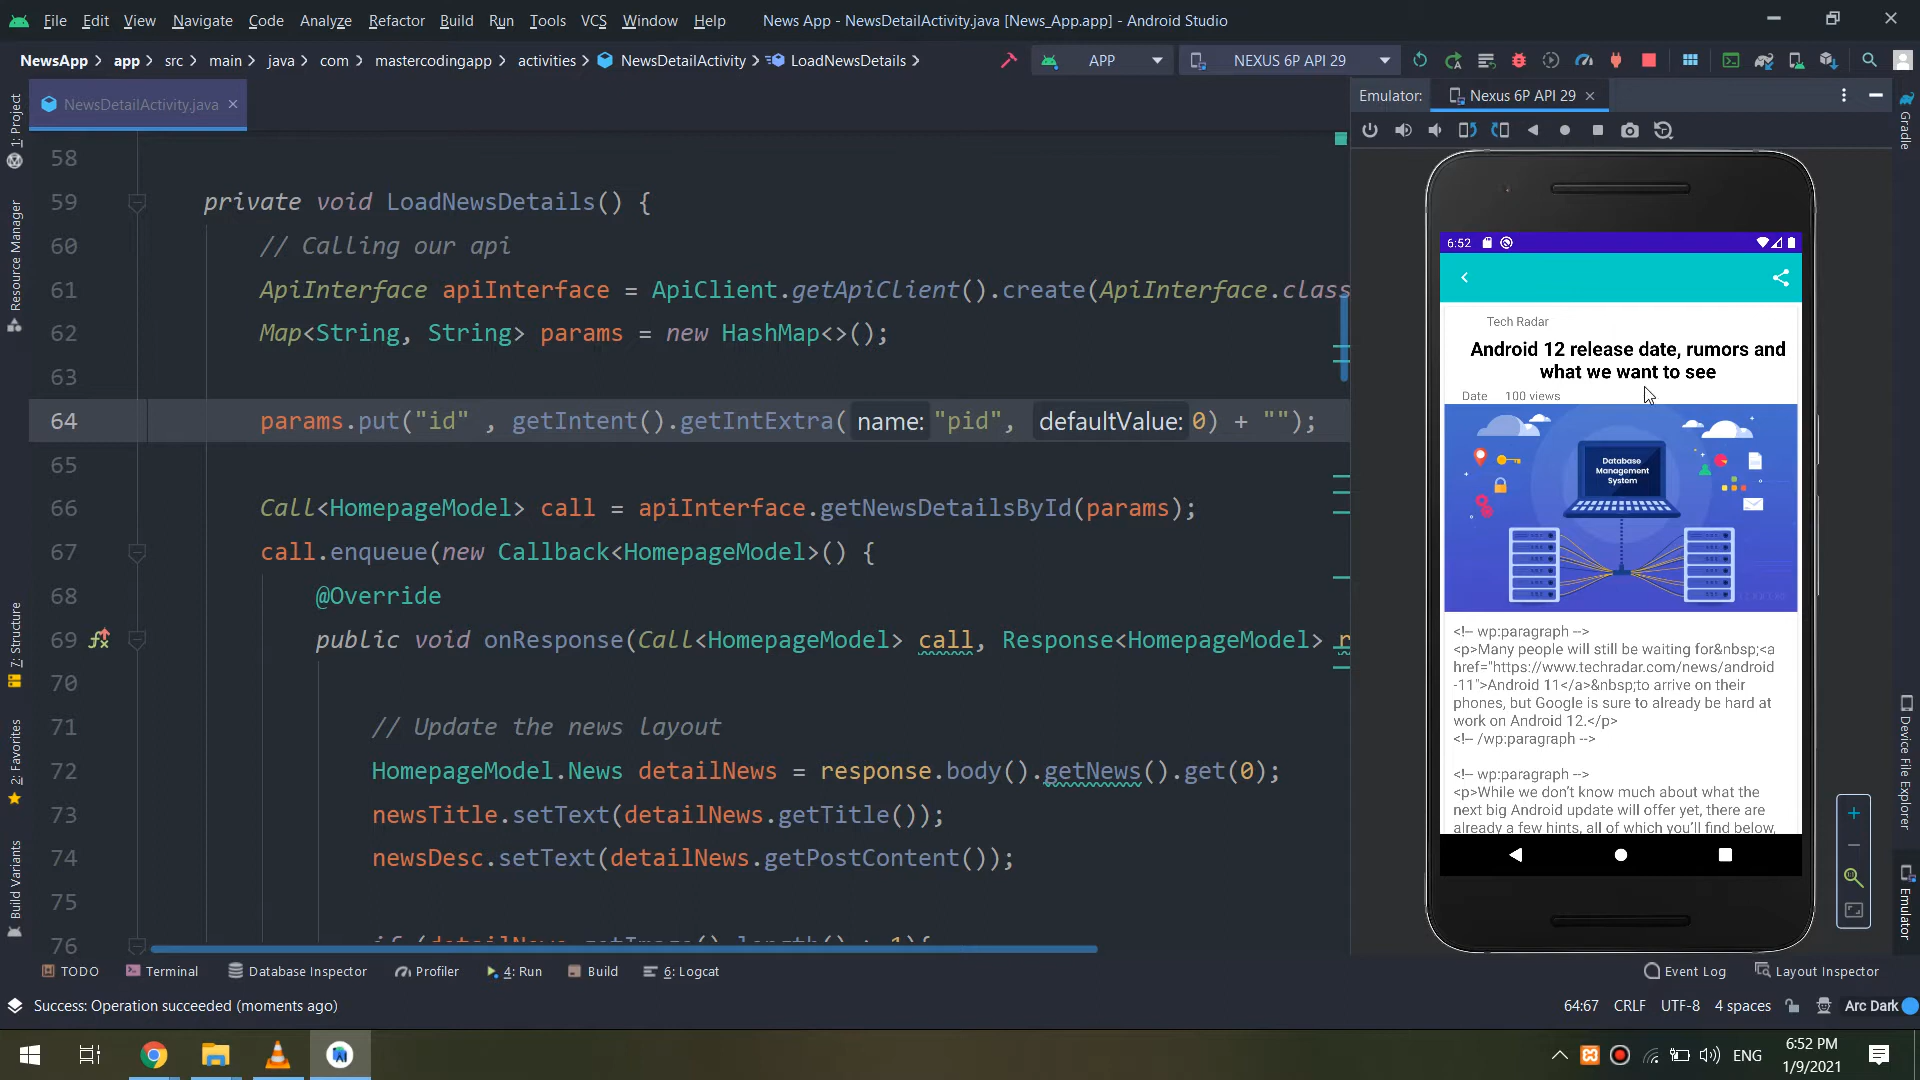 File Edit View Navigate Code Analyze Refactor Build Run Tools VCS Window Help News App - NewsDetailActivity.java [News_App.app] - Android Studio
NewsApp app src main java com mastercodingapp activities NewsDetailActivity LoadNewsDetails APP NEXUS 6P API 29
NewsDetailActivity.java
Emulator: Nexus 6P API 29
1: Project
Resource Manager
7: Structure
2: Favorites
Build Variants
58
59 private void LoadNewsDetails() {
60 // Calling our api
61 ApiInterface apiInterface = ApiClient.getApiClient().create(ApiInterface.class
62 Map<String, String> params = new HashMap<>();
63
64 params.put("id" , getIntent().getIntExtra( name: "pid", defaultValue: 0) + "");
65
66 Call<HomepageModel> call = apiInterface.getNewsDetailsById(params);
67 call.enqueue(new Callback<HomepageModel>() {
68 @Override
69 public void onResponse(Call<HomepageModel> call, Response<HomepageModel> r
70
71 // Update the news layout
72 HomepageModel.News detailNews = response.body().getNews().get(0);
73 newsTitle.setText(detailNews.getTitle());
74 newsDesc.setText(detailNews.getPostContent());
75
76 if (detailNews.getImage().length() > 1){
6:52
Tech Radar
Android 12 release date, rumors and
what we want to see
Date 100 views
Database
Management
System
<!-- wp:paragraph -->
<p>Many people will still be waiting for&nbsp;<a
href="https://www.techradar.com/news/android
-11">Android 11</a>&nbsp;to arrive on their
phones, but Google is sure to already be hard at
work on Android 12.</p>
<!-- /wp:paragraph -->
<!-- wp:paragraph -->
<p>While we don't know much about what the
next big Android update will offer yet, there are
already a few hints, all of which you'll find below,
Gradle
Device File Explorer
Emulator
TODO Terminal Database Inspector Profiler 4: Run Build 6: Logcat Event Log Layout Inspector
Success: Operation succeeded (moments ago) 64:67 CRLF UTF-8 4 spaces Arc Dark
ENG 6:52 PM
1/9/2021